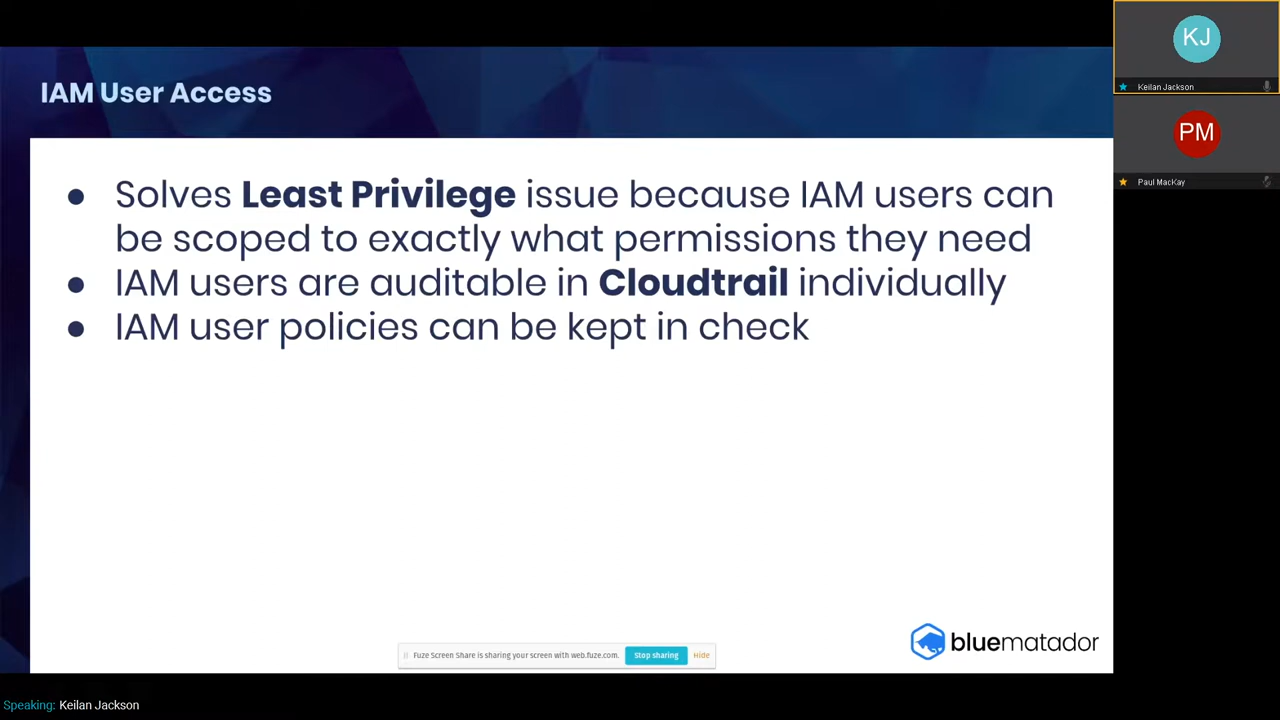 IAM User Access
● Solves Least Privilege issue because IAM users can
be scoped to exactly what permissions they need
● IAM users are auditable in Cloudtrail individually
● IAM user policies can be kept in check
bluematador
Fuze Screen Share is sharing your screen with web.fuze.com. Stop sharing Hide
KJ
Keilan Jackson
PM
Paul MacKay
Speaking: Keilan Jackson